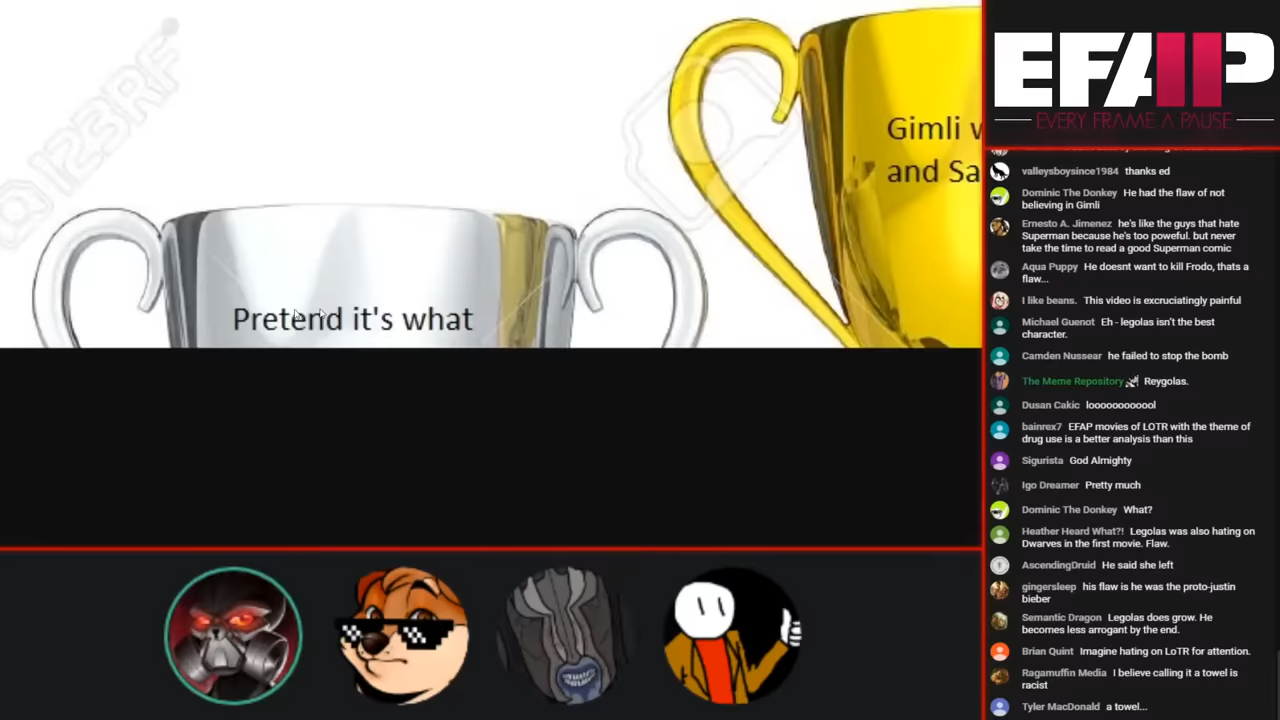 123RF
Gimli
and Sa
Pretend it's what
EFAP
EVERY FRAME A PAUSE
valleysboysince1984 thanks ed
Dominic The Donkey He had the flaw of not
believing in Gimli
Ernesto A. Jimenez he's like the guys that hate
Superman because he's too powerful. but never
take the time to read a good Superman comic
Aqua Puppy He doesnt want to kill Frodo, thats a
flaw...
I like beans. This video is excruciatingly painful
Michael Guenot Eh - legolas isn't the best
character.
Camden Nussear he failed to stop the bomb
The Meme Repository Reygolas.
Dusan Cakic looooooooooool
bainrex7 EFAP movies of LOTR with the theme of
drug use is a better analysis than this
Sigurista God Almighty
Igo Dreamer Pretty much
Dominic The Donkey What?
Heather Heard What?! Legolas was also hating on
Dwarves in the first movie. Flaw.
AscendingDruid He said she left
gingersleep his flaw is he was the proto-justin
bieber
Semantic Dragon Legolas does grow. He
becomes less arrogant by the end.
Brian Quint Imagine hating on LoTR for attention.
Ragamuffin Media I believe calling it a towel is
racist
Tyler MacDonald a towel...